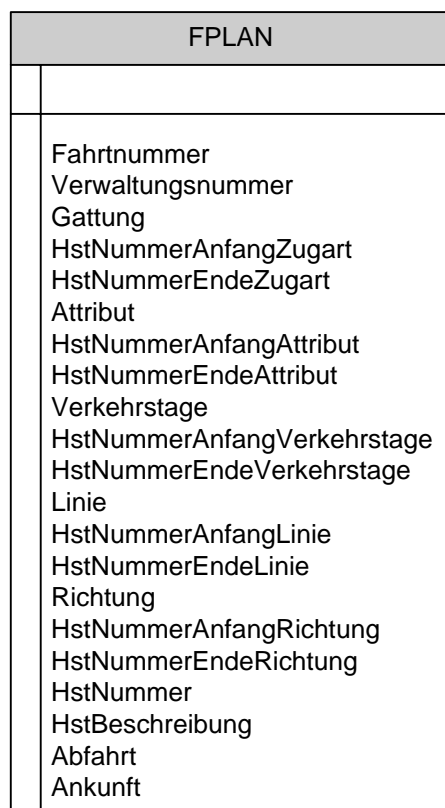 FPLAN
Fahrtnummer
Verwaltungsnummer
Gattung
HstNummerAnfangZugart
HstNummerEndeZugart
Attribut
HstNummerAnfangAttribut
HstNummerEndeAttribut
Verkehrstage
HstNummerAnfangVerkehrstage
HstNummerEndeVerkehrstage
Linie
HstNummerAnfangLinie
HstNummerEndeLinie
Richtung
HstNummerAnfangRichtung
HstNummerEndeRichtung
HstNummer
HstBeschreibung
Abfahrt
Ankunft